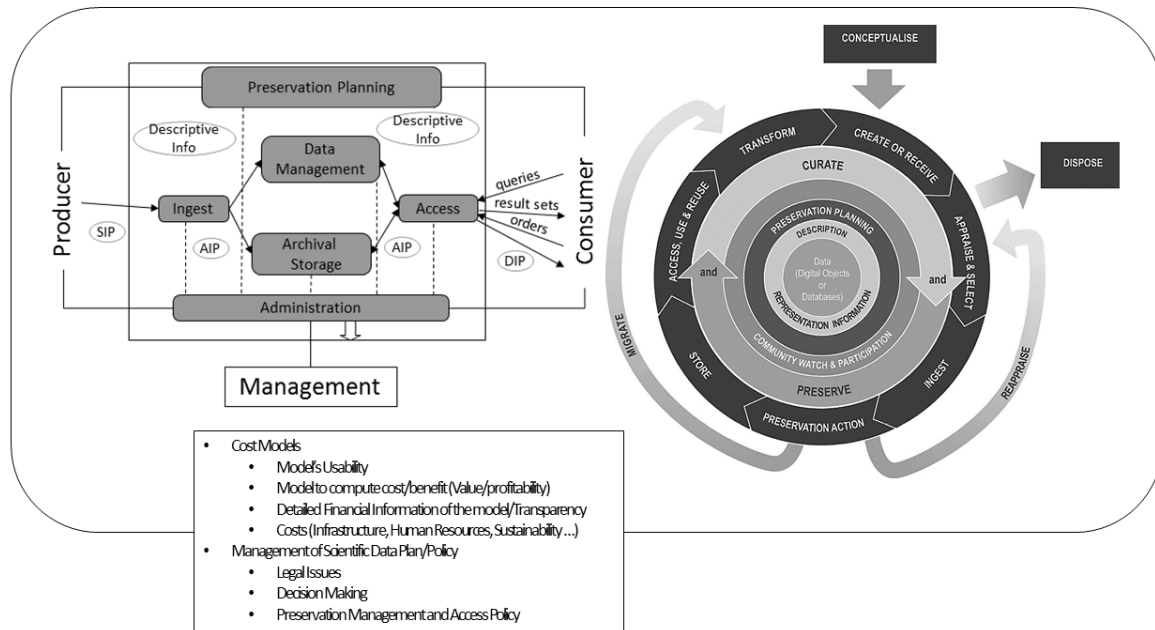 Preservation Planning
Descriptive
Info
Descriptive
Info
Data
Management
Producer
Ingest
Access
Consumer
queries
result sets
orders
SIP
AIP
Archival
Storage
AIP
DIP
Administration
Management
• Cost Models
• Model's Usability
• Model to compute cost/benefit (Value/profitability)
• Detailed Financial Information of the model/Transparency
• Costs (Infrastructure, Human Resources, Sustainability ...)
• Management of Scientific Data Plan/Policy
• Legal Issues
• Decision Making
• Preservation Management and Access Policy
CONCEPTUALISE
DISPOSE
CREATE OR RECEIVE
APPRAISE & SELECT
INGEST
PRESERVATION ACTION
STORE
ACCESS, USE & REUSE
TRANSFORM
MIGRATE
REAPPRAISE
CURATE
and
PRESERVE
and
PRESERVATION PLANNING
COMMUNITY WATCH & PARTICIPATION
DESCRIPTION
REPRESENTATION INFORMATION
Data
(Digital Objects
or
Databases)